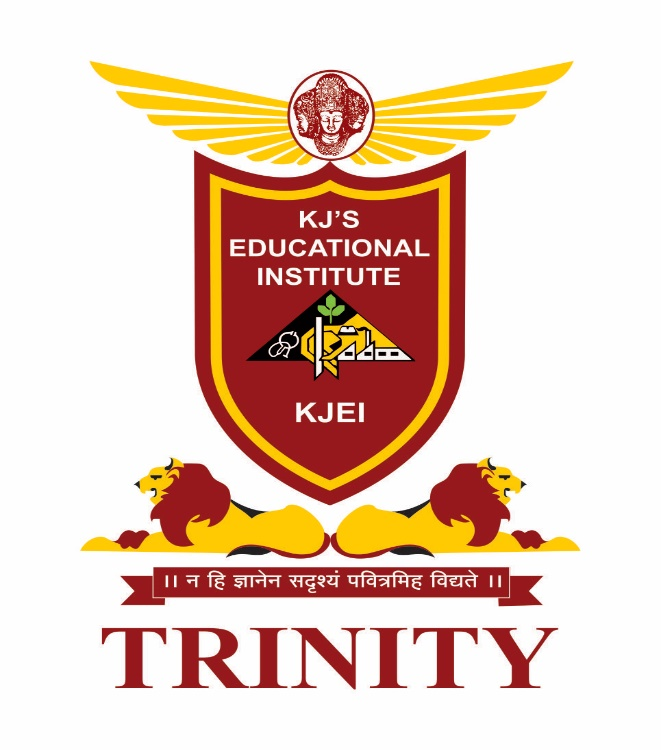 KJ'S
EDUCATIONAL
INSTITUTE
KJEI
।। न हि ज्ञानेन सदृश्यं पवित्रमिह विद्यते ।।
TRINITY